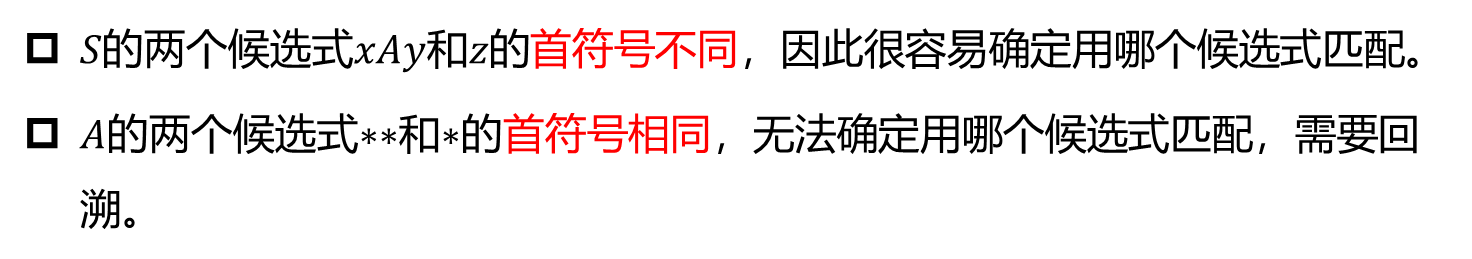 S的两个候选式xAy和z的首符号不同，因此很容易确定用哪个候选式匹配。
A的两个候选式**和*的首符号相同，无法确定用哪个候选式匹配，需要回
溯。